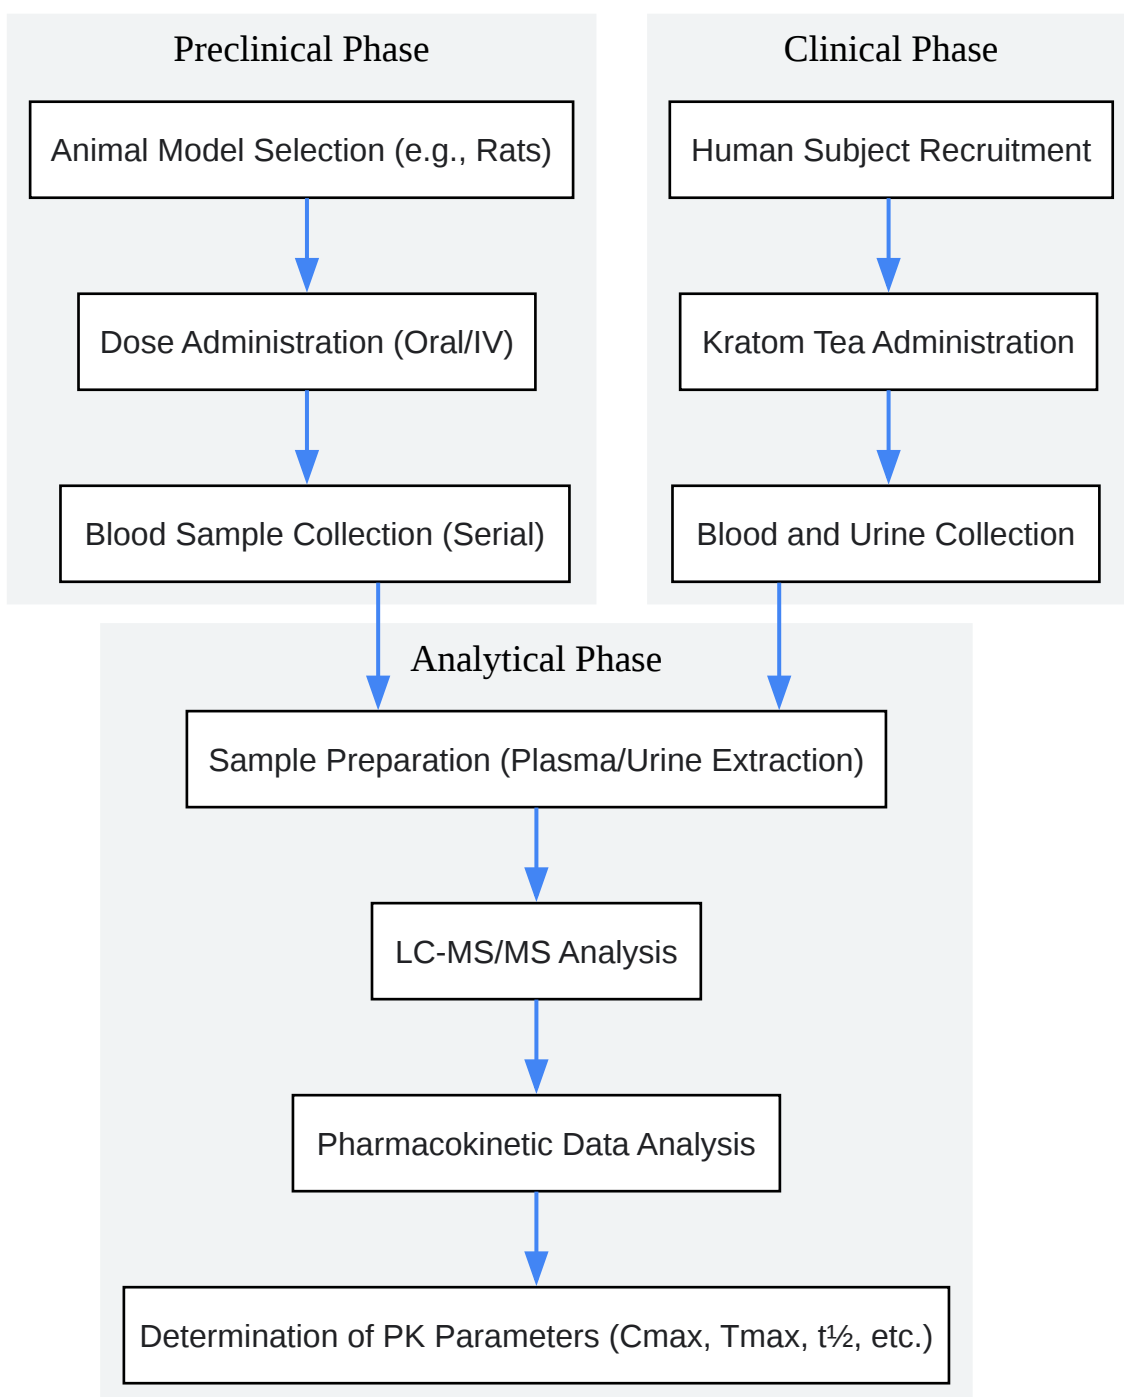 Preclinical Phase
Animal Model Selection (e.g., Rats)
Dose Administration (Oral/IV)
Blood Sample Collection (Serial)
Clinical Phase
Human Subject Recruitment
Kratom Tea Administration
Blood and Urine Collection
Analytical Phase
Sample Preparation (Plasma/Urine Extraction)
LC-MS/MS Analysis
Pharmacokinetic Data Analysis
Determination of PK Parameters (Cmax, Tmax, t½, etc.)